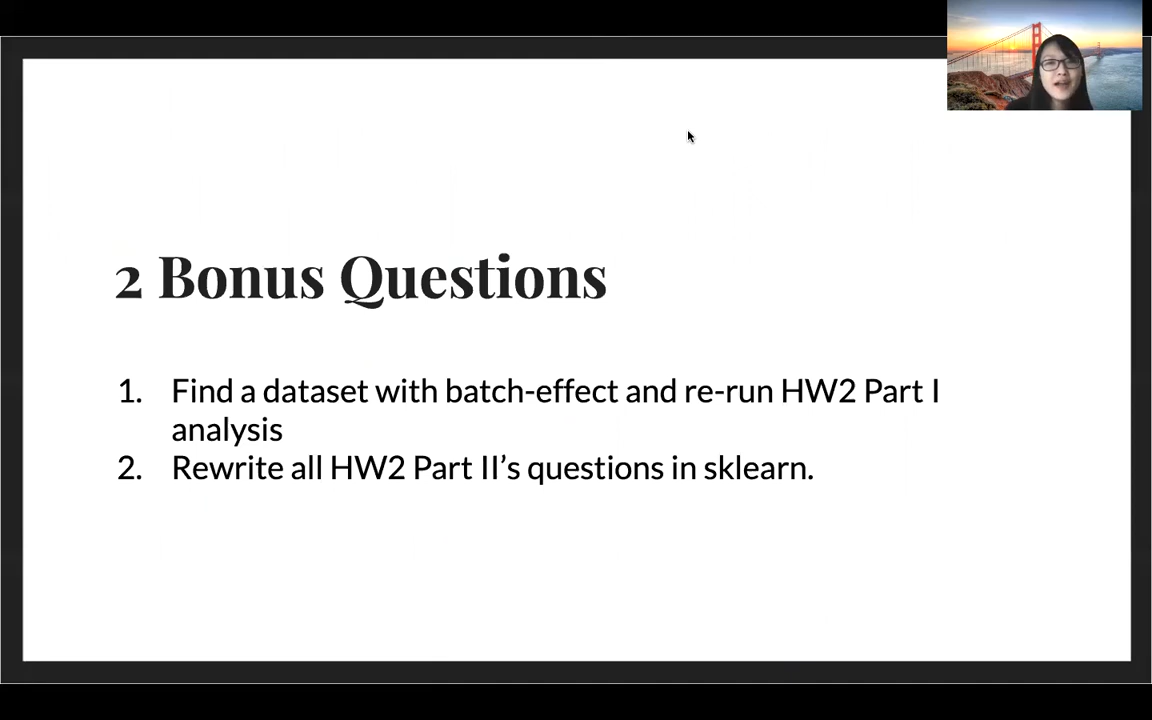 2 Bonus Questions
1. Find a dataset with batch-effect and re-run HW2 Part I
analysis
2. Rewrite all HW2 Part II’s questions in sklearn.